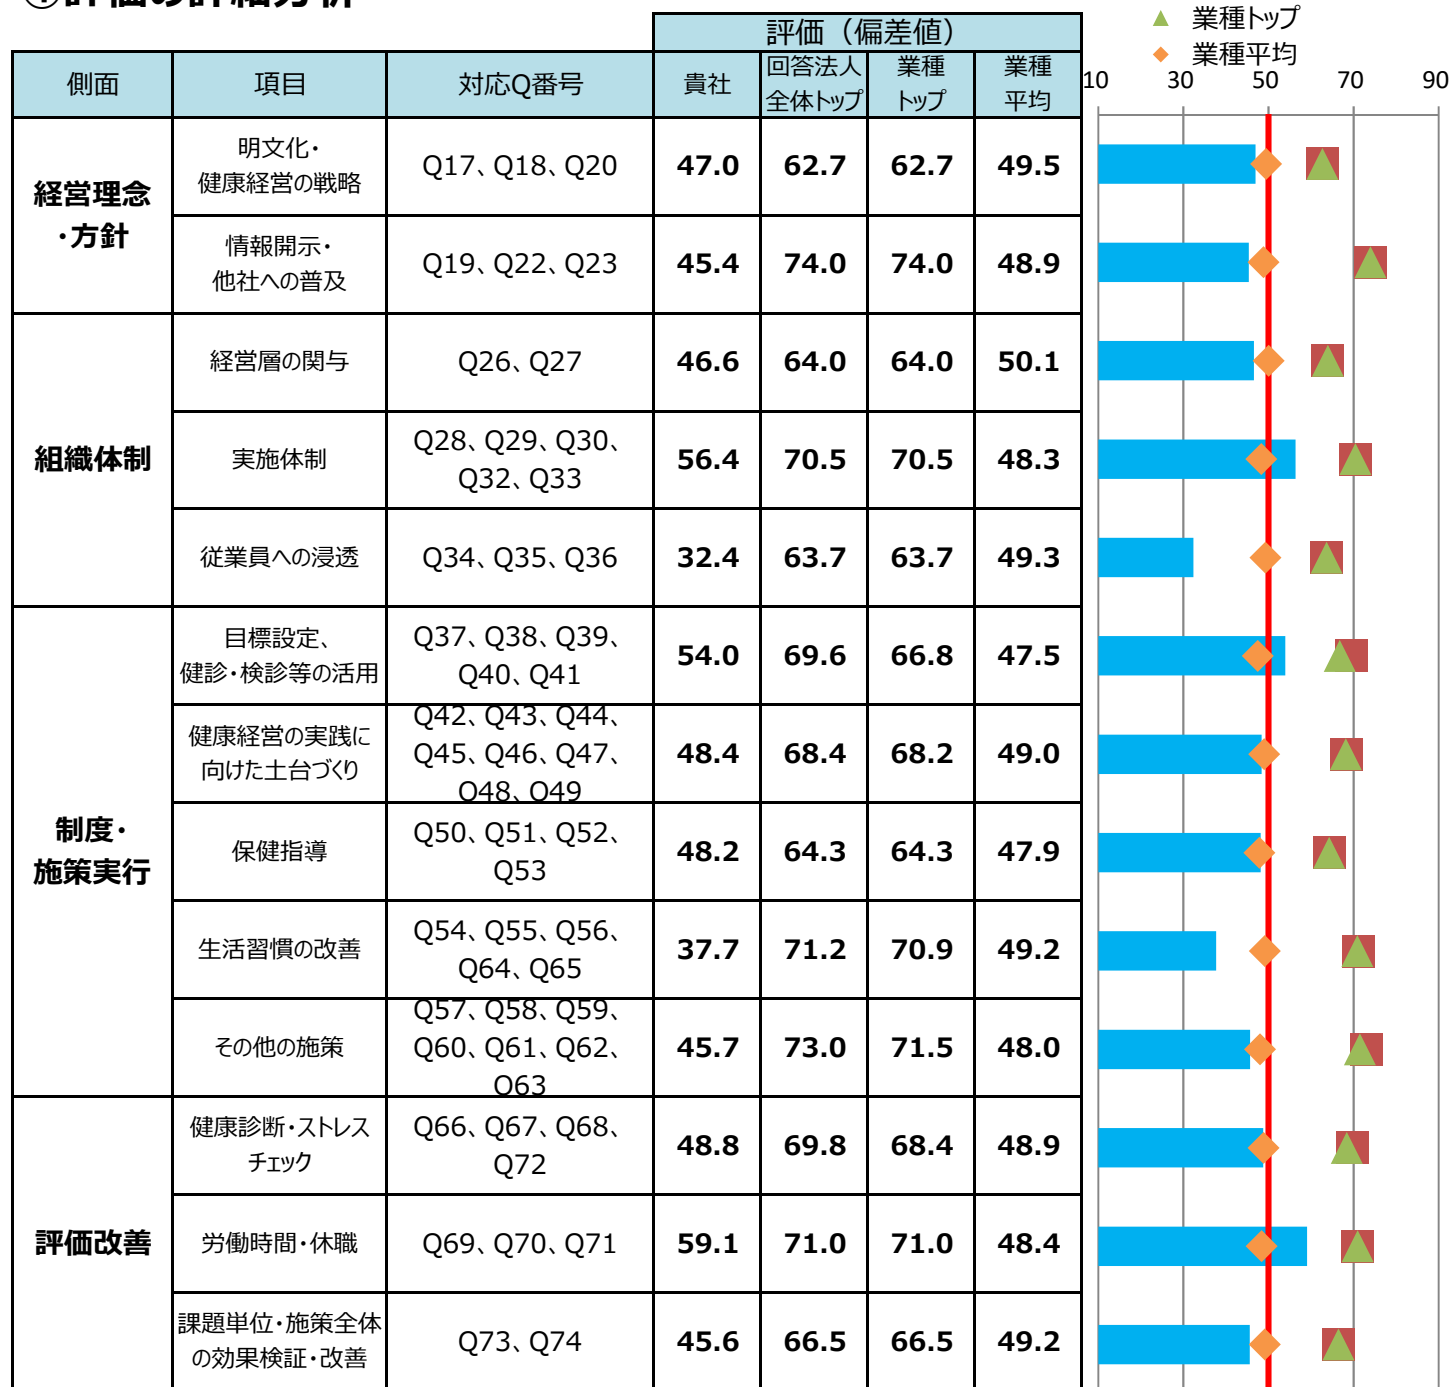 ①評価の詳細分析
業種トップ
業種平均
評価（偏差値）
側面 項目 対応Q番号 貴社 回答法人全体トップ 業種トップ 業種平均
10 30 50 70 90
経営理念・方針
明文化・健康経営の戦略 Q17、Q18、Q20 47.0 62.7 62.7 49.5
情報開示・他社への普及 Q19、Q22、Q23 45.4 74.0 74.0 48.9
組織体制
経営層の関与 Q26、Q27 46.6 64.0 64.0 50.1
実施体制 Q28、Q29、Q30、Q32、Q33 56.4 70.5 70.5 48.3
従業員への浸透 Q34、Q35、Q36 32.4 63.7 63.7 49.3
制度・施策実行
目標設定、健診・検診等の活用 Q37、Q38、Q39、Q40、Q41 54.0 69.6 66.8 47.5
健康経営の実践に向けた土台づくり Q42、Q43、Q44、Q45、Q46、Q47、Q48、Q49 48.4 68.4 68.2 49.0
保健指導 Q50、Q51、Q52、Q53 48.2 64.3 64.3 47.9
生活習慣の改善 Q54、Q55、Q56、Q64、Q65 37.7 71.2 70.9 49.2
その他の施策 Q57、Q58、Q59、Q60、Q61、Q62、Q63 45.7 73.0 71.5 48.0
評価改善
健康診断・ストレスチェック Q66、Q67、Q68、Q72 48.8 69.8 68.4 48.9
労働時間・休職 Q69、Q70、Q71 59.1 71.0 71.0 48.4
課題単位・施策全体の効果検証・改善 Q73、Q74 45.6 66.5 66.5 49.2